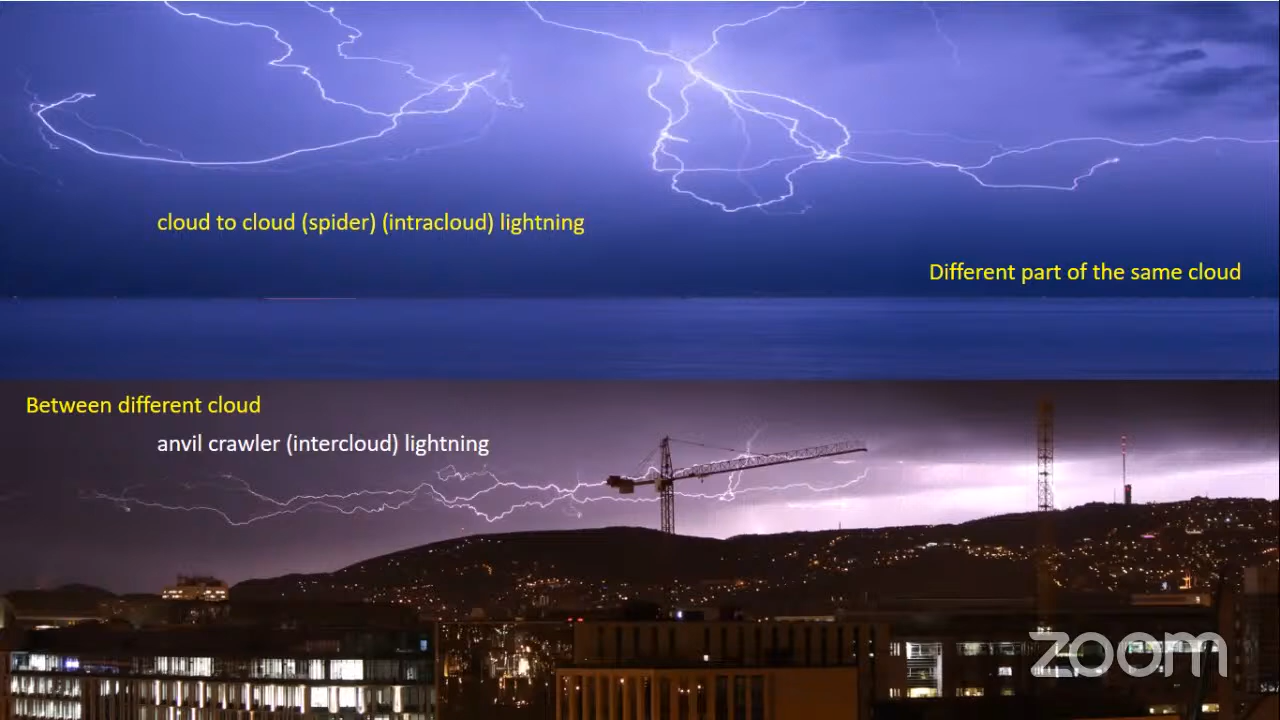 cloud to cloud (spider) (intracloud) lightning
Different part of the same cloud
Between different cloud
anvil crawler (intercloud) lightning
zoom